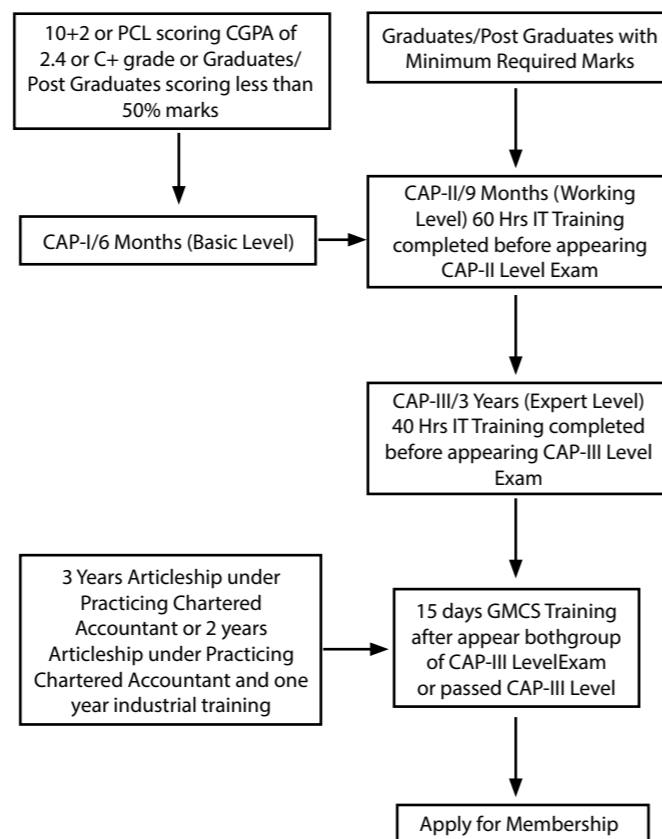 10+2 or PCL scoring CGPA of
2.4 or C+ grade or Graduates/
Post Graduates scoring less than
50% marks
Graduates/Post Graduates with
Minimum Required Marks
CAP-I/6 Months (Basic Level)
CAP-II/9 Months (Working
Level) 60 Hrs IT Training
completed before appearing
CAP-II Level Exam
CAP-III/3 Years (Expert Level)
40 Hrs IT Training completed
before appearing CAP-III Level
Exam
3 Years Articleship under
Practicing Chartered
Accountant or 2 years
Articleship under Practicing
Chartered Accountant and one
year industrial training
15 days GMCS Training
after appear bothgroup
of CAP-III LevelExam
or passed CAP-III Level
Apply for Membership